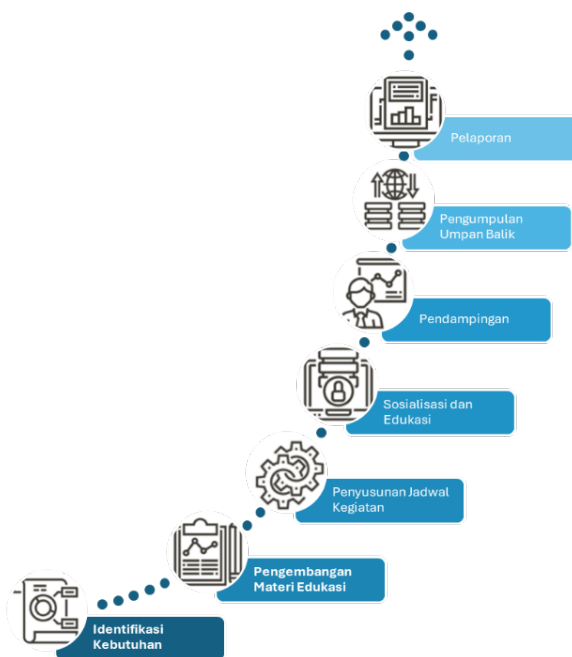 Pelaporan
Pengumpulan
Umpan Balik
Pendampingan
Sosialisasi dan
Edukasi
Penyusunan Jadwal
Kegiatan
Pengembangan
Materi Edukasi
Identifikasi
Kebutuhan